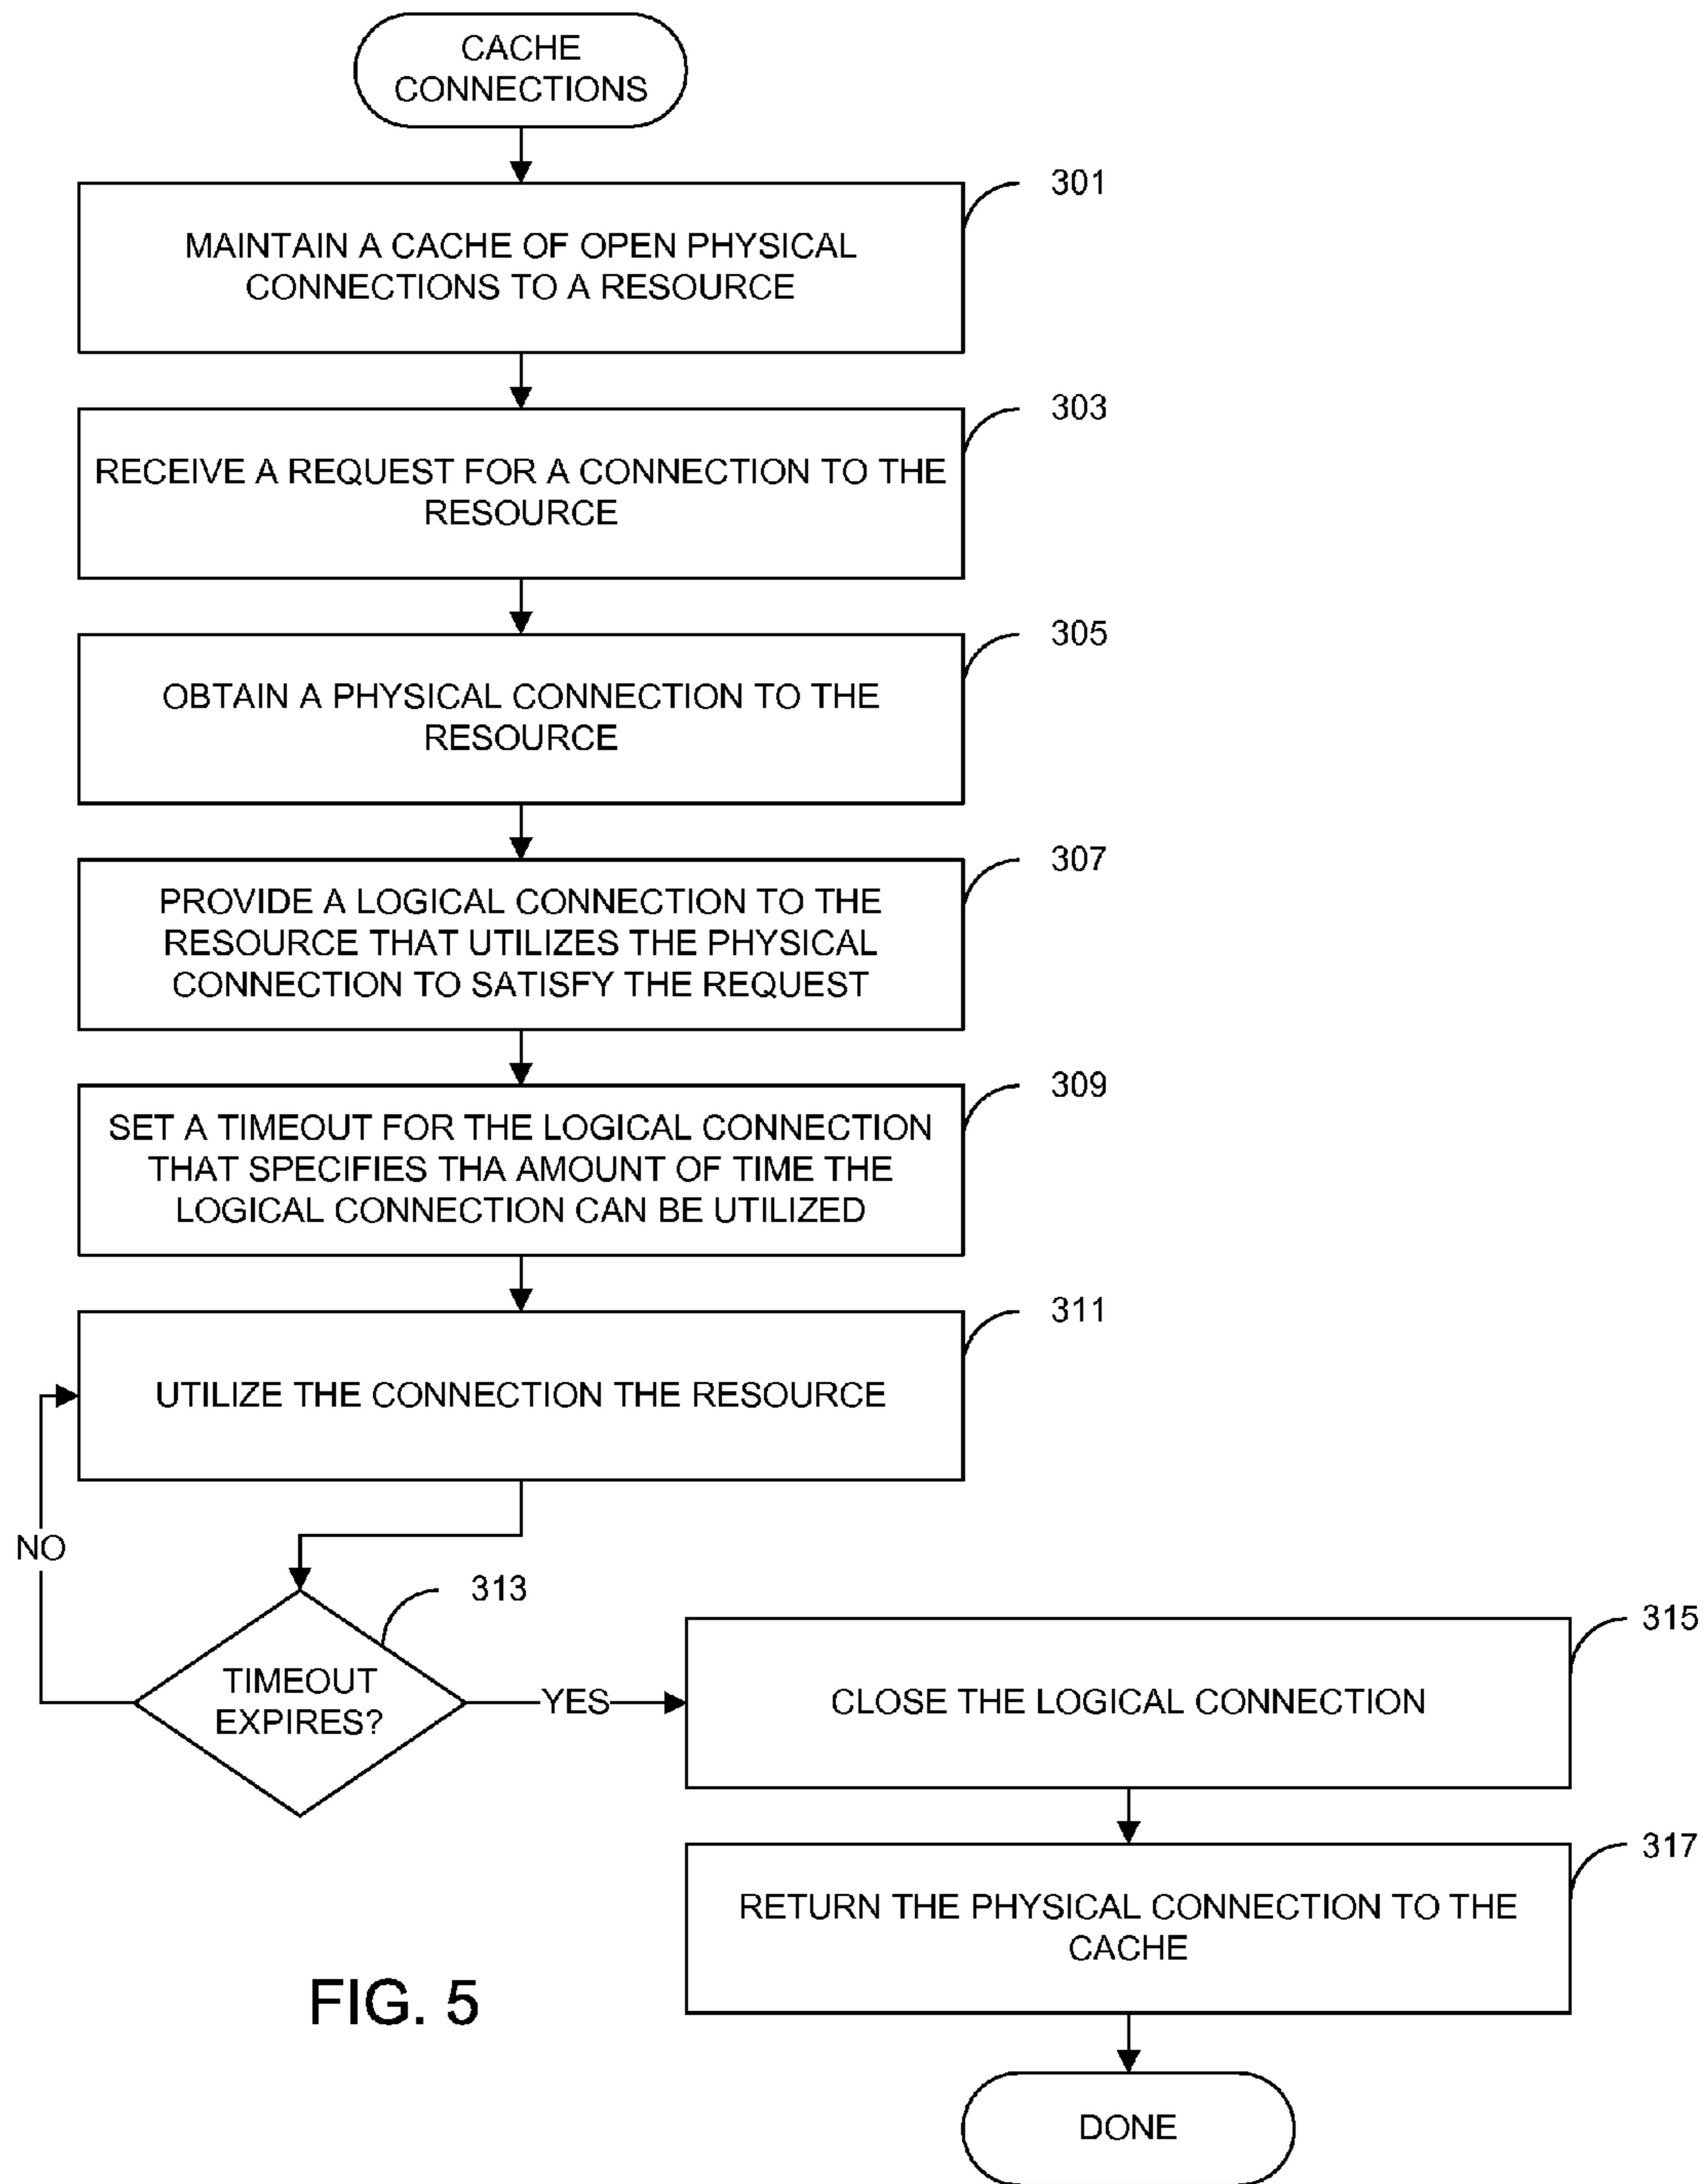 CACHE
CONNECTIONS
301
MAINTAIN A CACHE OF OPEN PHYSICAL
CONNECTIONS TO A RESOURCE
303
RECEIVE A REQUEST FOR A CONNECTION TO THE
RESOURCE
305
OBTAIN A PHYSICAL CONNECTION TO THE
RESOURCE
307
PROVIDE A LOGICAL CONNECTION TO THE
RESOURCE THAT UTILIZES THE PHYSICAL
CONNECTION TO SATISFY THE REQUEST
309
SET A TIMEOUT FOR THE LOGICAL CONNECTION
THAT SPECIFIES THA AMOUNT OF TIME THE
LOGICAL CONNECTION CAN BE UTILIZED
311
UTILIZE THE CONNECTION THE RESOURCE
NO
313
TIMEOUT
EXPIRES?
YES
315
CLOSE THE LOGICAL CONNECTION
317
RETURN THE PHYSICAL CONNECTION TO THE
CACHE
FIG. 5
DONE